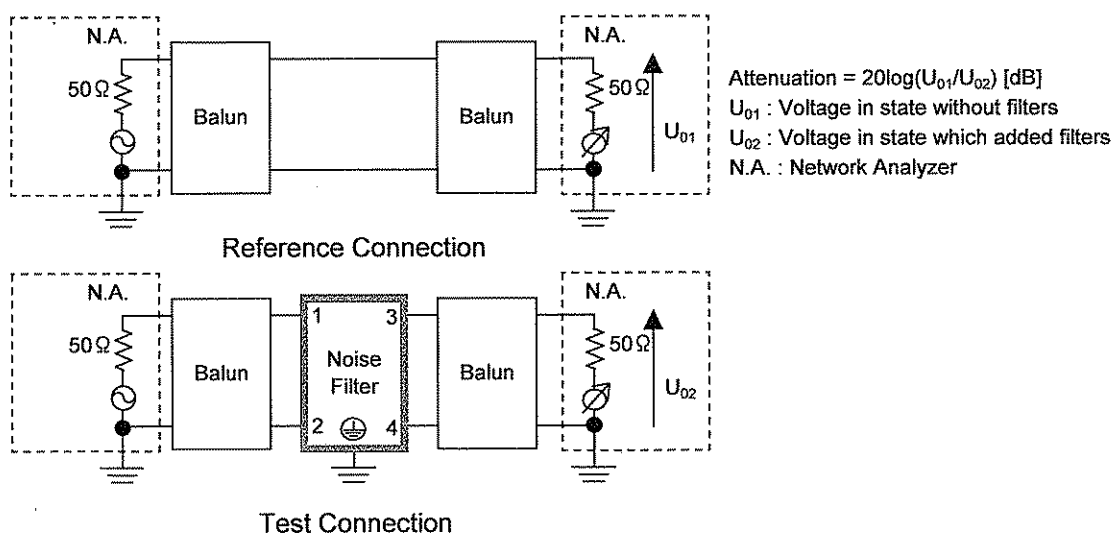 N.A.
50Ω
Balun
Balun
N.A.
50Ω
U01
Attenuation = 20log(U01/U02) [dB]
U01 : Voltage in state without filters
U02 : Voltage in state which added filters
N.A. : Network Analyzer
Reference Connection
N.A.
50Ω
Balun
1 3
Noise
Filter
2 4
Balun
N.A.
50Ω
U02
Test Connection